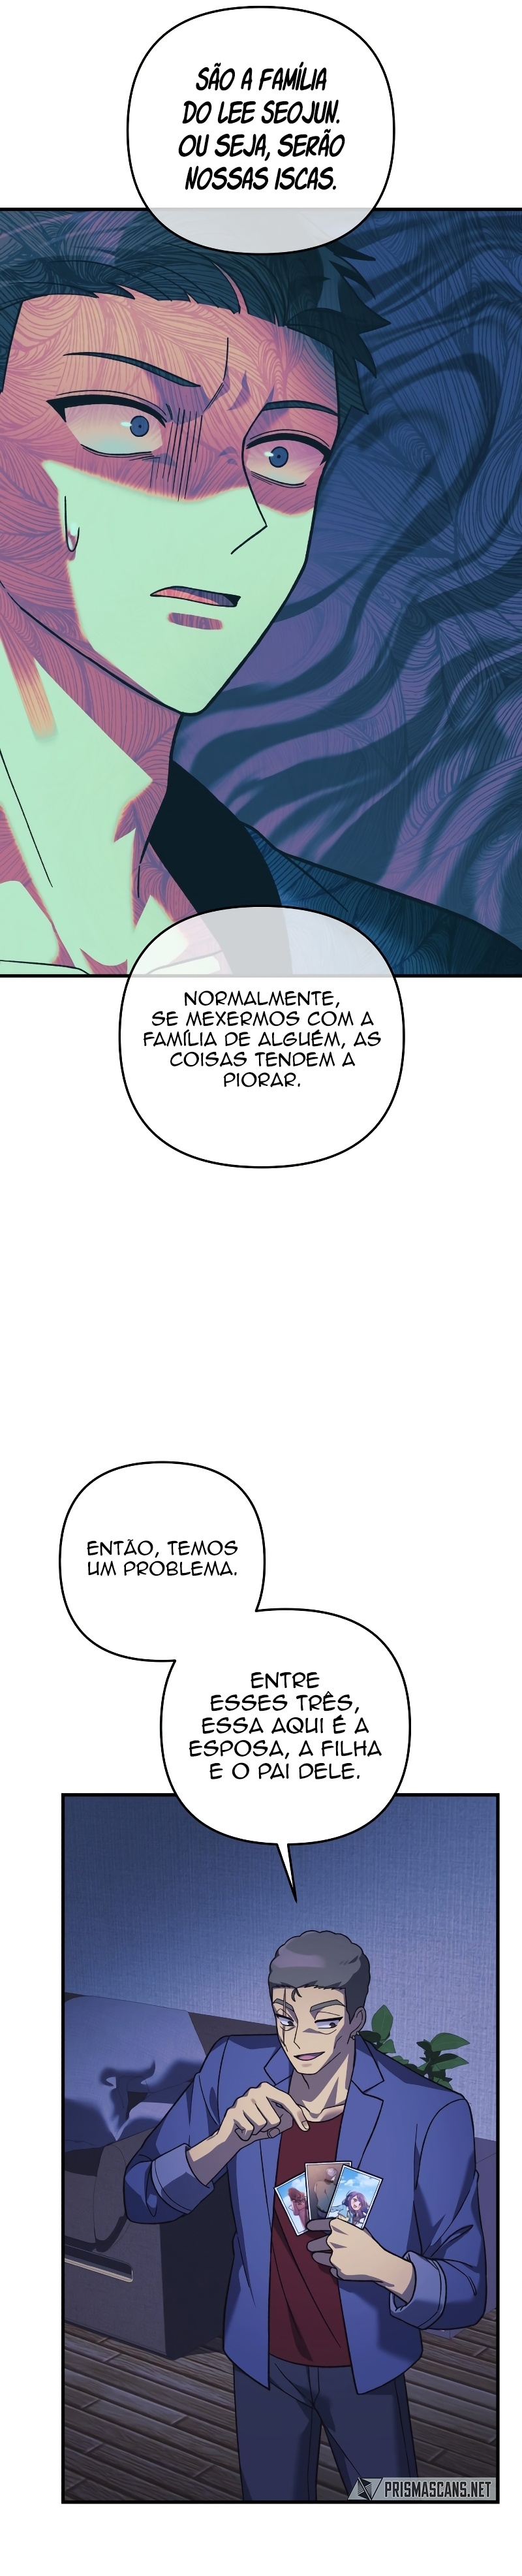 SÃO A FAMÍLIA
DO LEE SEOJUN.
OU SEJA, SERÃO
NOSSAS ISCAS.
NORMALMENTE,
SE MEXERMOS COM A
FAMÍLIA DE ALGUÉM, AS
COISAS TENDEM A
PIORAR.
ENTÃO, TEMOS
UM PROBLEMA.
ENTRE
ESSES TRÊS,
ESSA AQUI É A
ESPOSA, A FILHA
E O PAI DELE.
PRISMASCANS.NET